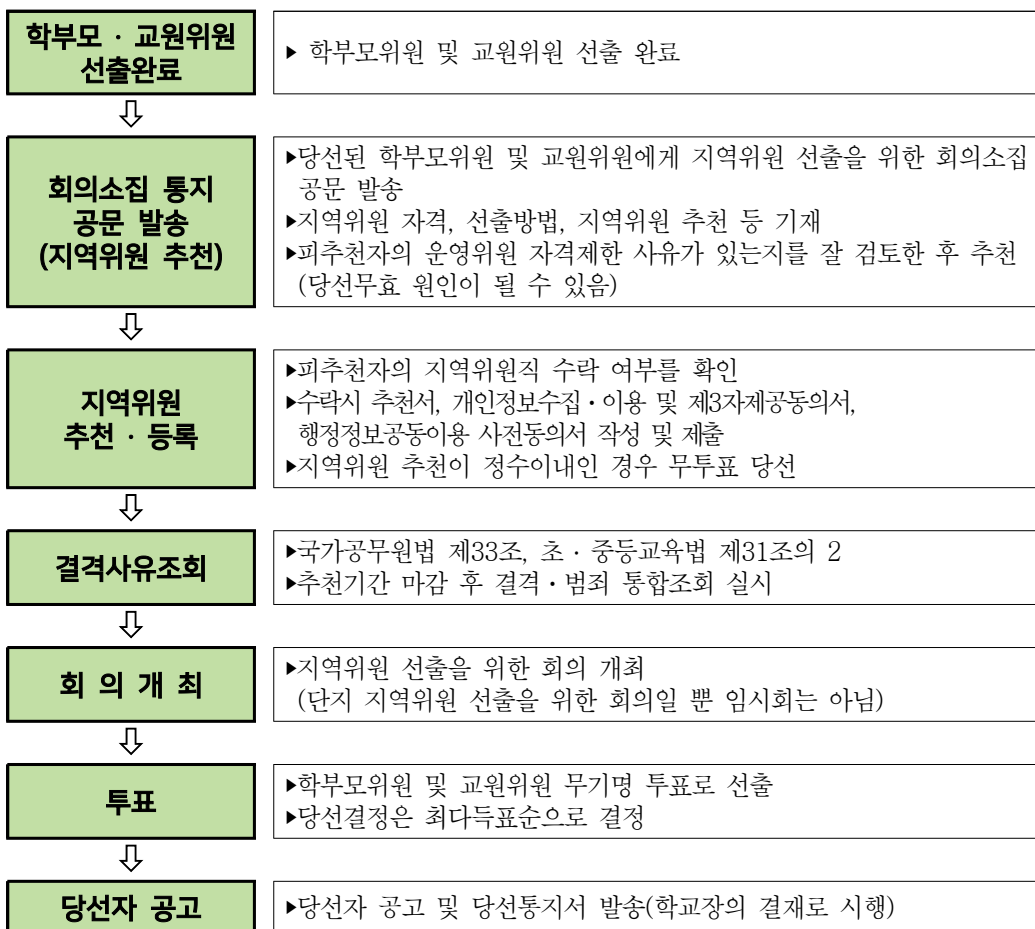 학부모 · 교원위원
선출완료
▶ 학부모위원 및 교원위원 선출 완료
회의소집 통지
공문 발송
(지역위원 추천)
▶당선된 학부모위원 및 교원위원에게 지역위원 선출을 위한 회의소집
공문 발송
▶지역위원 자격, 선출방법, 지역위원 추천 등 기재
▶피추천자의 운영위원 자격제한 사유가 있는지를 잘 검토한 후 추천
(당선무효 원인이 될 수 있음)
지역위원
추천 · 등록
▶피추천자의 지역위원직 수락 여부를 확인
▶수락시 추천서, 개인정보수집·이용 및 제3자제공동의서,
행정정보공동이용 사전동의서 작성 및 제출
▶지역위원 추천이 정수이내인 경우 무투표 당선
결격사유조회
▶국가공무원법 제33조, 초 · 중등교육법 제31조의 2
▶추천기간 마감 후 결격·범죄 통합조회 실시
회 의 개 최
▶지역위원 선출을 위한 회의 개최
(단지 지역위원 선출을 위한 회의일 뿐 임시회는 아님)
투표
▶학부모위원 및 교원위원 무기명 투표로 선출
▶당선결정은 최다득표순으로 결정
당선자 공고
▶당선자 공고 및 당선통지서 발송(학교장의 결재로 시행)